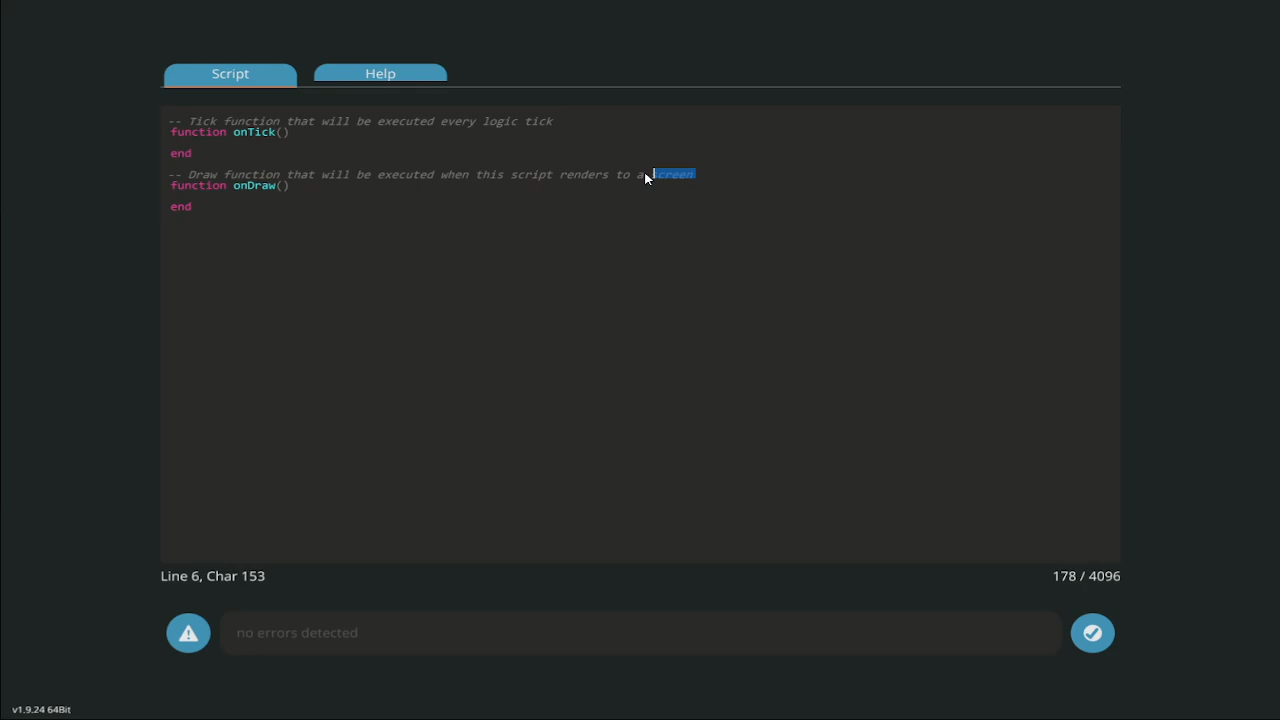 Script
Help
-- Tick function that will be executed every logic tick
function onTick()
end
-- Draw function that will be executed when this script renders to a screen
function onDraw()
end
Line 6, Char 153
178 / 4096
no errors detected
v1.9.24 64Bit